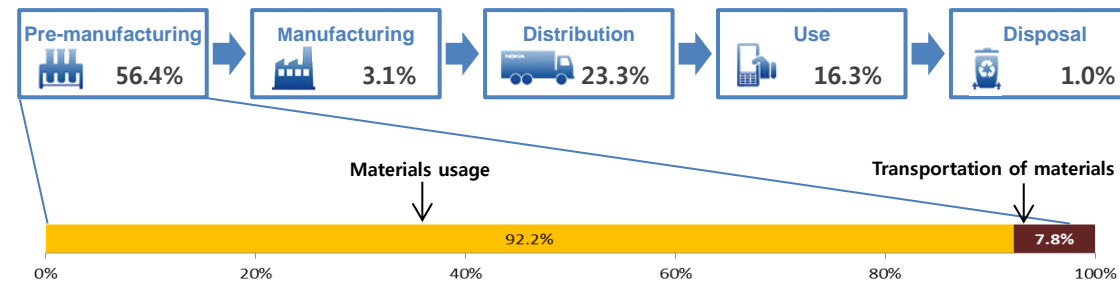 Pre-manufacturing
56.4%
Manufacturing
3.1%
Distribution
NOKIA
23.3%
Use
16.3%
Disposal
1.0%
Materials usage
Transportation of materials
92.2%
7.8%
0%
20%
40%
60%
80%
100%